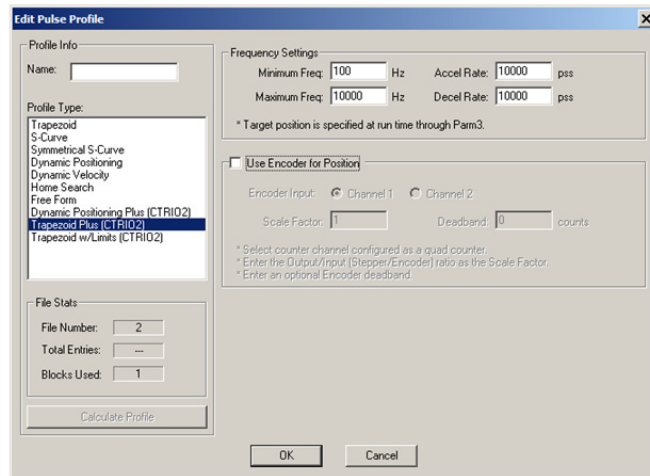 Edit Pulse Profile
Profile Info
Name:
Profile Type:
Trapezoid
S-Curve
Symmetrical S-Curve
Dynamic Positioning
Dynamic Velocity
Home Search
Free Form
Dynamic Positioning Plus (CTRIO2)
Trapezoid Plus (CTRIO2)
Trapezoid w/Limits (CTRIO2)
File Stats
File Number: 2
Total Entries: ---
Blocks Used: 1
Calculate Profile
Frequency Settings
Minimum Freq: 100 Hz Accel Rate: 10000 pss
Maximum Freq: 10000 Hz Decel Rate: 10000 pss
* Target position is specified at run time through Parm3.
Use Encoder for Position
Encoder Input: Channel 1 Channel 2
Scale Factor: 1 Deadband: 0 counts
* Select counter channel configured as a quad counter.
* Enter the Output/Input (Stepper/Encoder) ratio as the Scale Factor.
* Enter an optional Encoder deadband.
OK Cancel